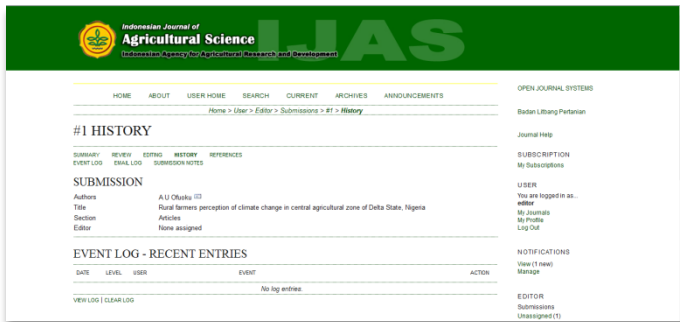 Indonesian Journal of
Agricultural Science
Indonesian Agency for Agricultural Research and Development
IJAS
HOME ABOUT USER HOME SEARCH CURRENT ARCHIVES ANNOUNCEMENTS
Home > User > Editor > Submissions > #1 > History
#1 HISTORY
SUMMARY REVIEW EDITING HISTORY REFERENCES
EVENT LOG EMAIL LOG SUBMISSION NOTES
SUBMISSION
Authors A U Ofuoku
Title Rural farmers perception of climate change in central agricultural zone of Delta State, Nigeria
Section Articles
Editor None assigned
EVENT LOG - RECENT ENTRIES
DATE LEVEL USER EVENT ACTION
No log entries.
VIEW LOG | CLEAR LOG
OPEN JOURNAL SYSTEMS
Badan Litbang Pertanian
Journal Help
SUBSCRIPTION
My Subscriptions
USER
You are logged in as...
editor
My Journals
My Profile
Log Out
NOTIFICATIONS
View (1 new)
Manage
EDITOR
Submissions
Unassigned (1)